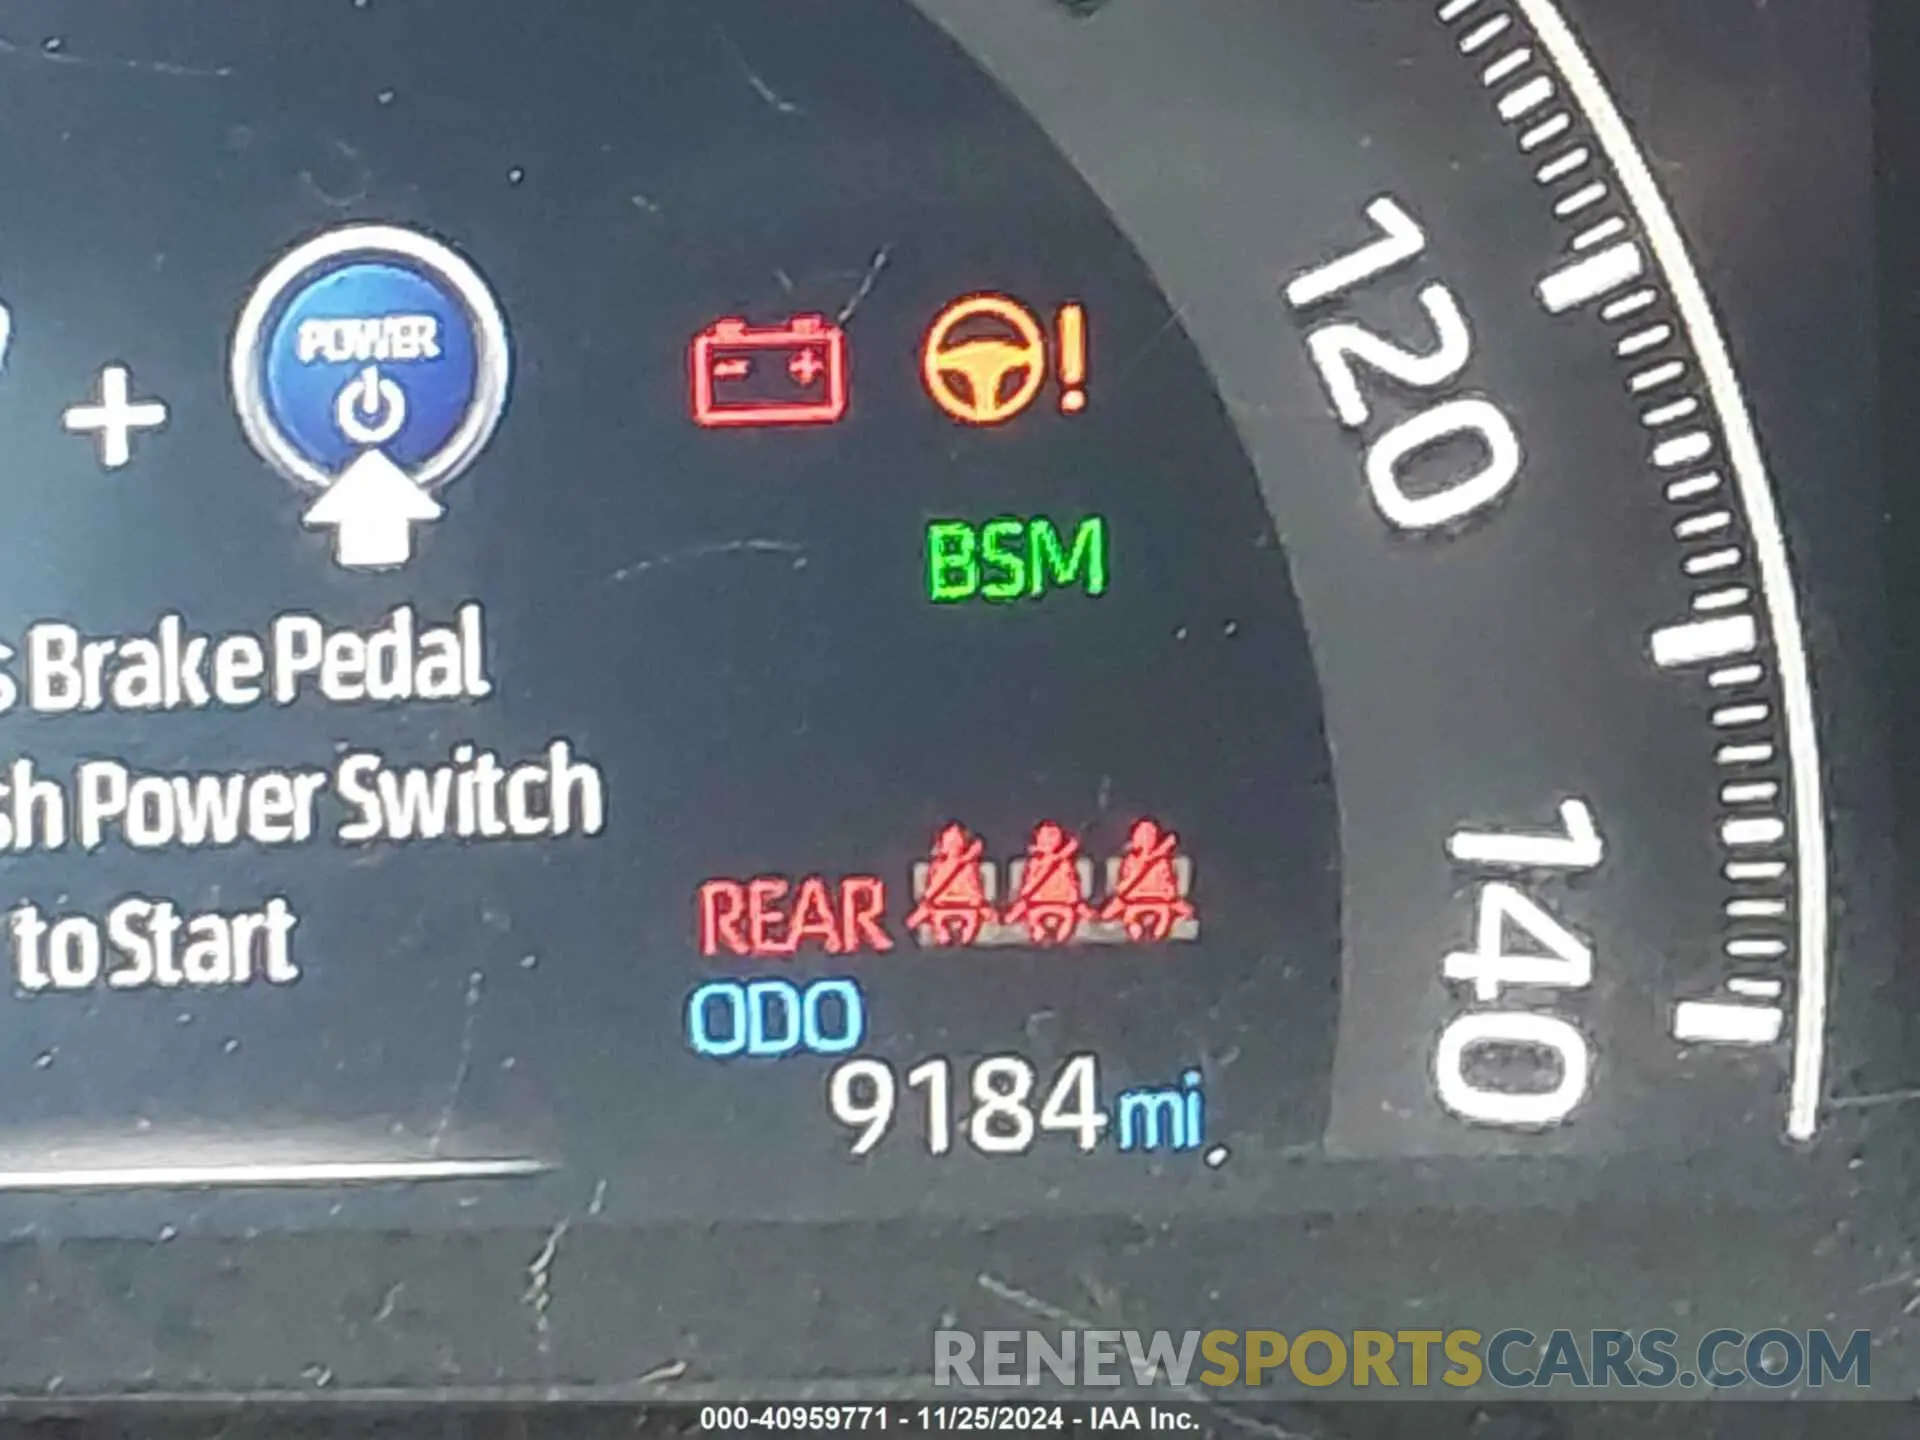 POWER
+
!
BSM
Brake Pedal
Power Switch
to Start
REAR
ODO
9184 mi
120
140
RENEWSPORTSCARS.COM
000-40959771 - 11/25/2024 - IAA Inc.